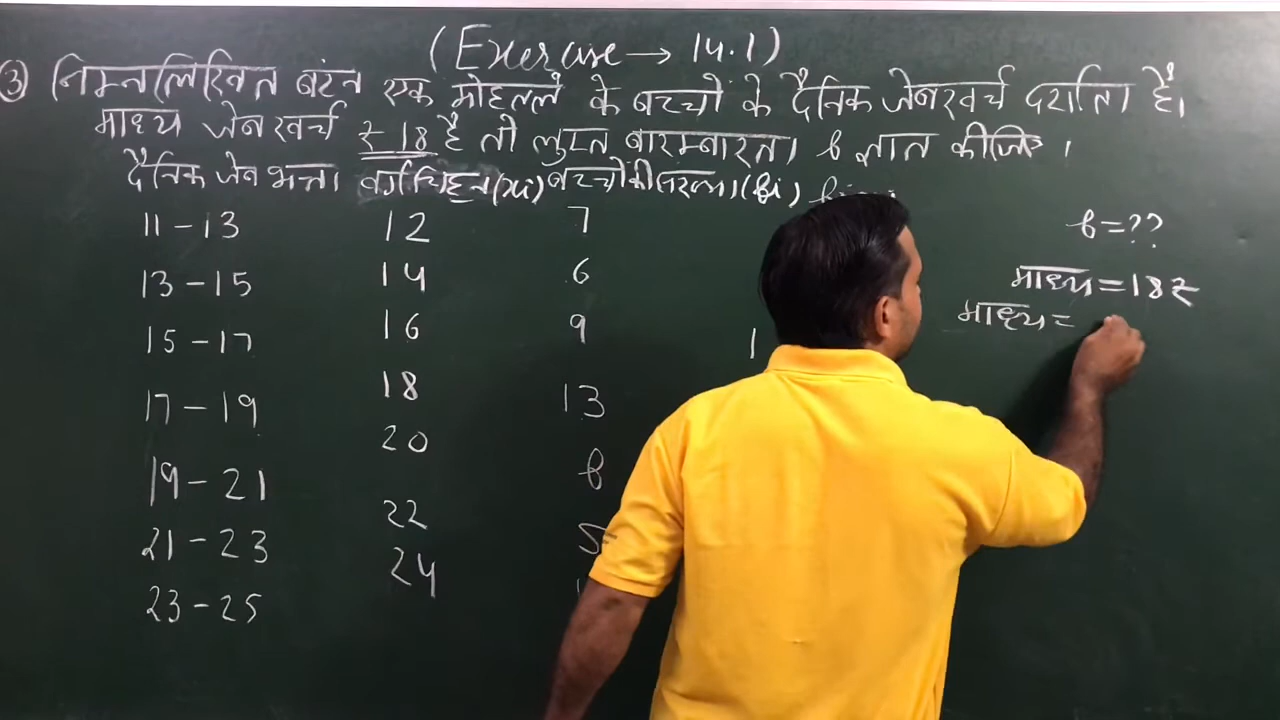 (Exercise → 14.1)
③ निम्नलिखित बंटन एक मोहल्ले के बच्चों के दैनिक जेबखर्च दर्शाता है।
माध्य जेबखर्च ₹ 18 है तो लुप्त बारम्बारता f ज्ञात कीजिए ।
दैनिक जेब भत्ता वर्ग चिह्न (xi) बच्चों की संख्या (fi)
11-13 12 7
13-15 14 6
15-17 16 9 1
17-19 18 13
19-21 20 f
21-23 22 5
23-25 24
f = ??
माध्य = 18₹
माध्य =